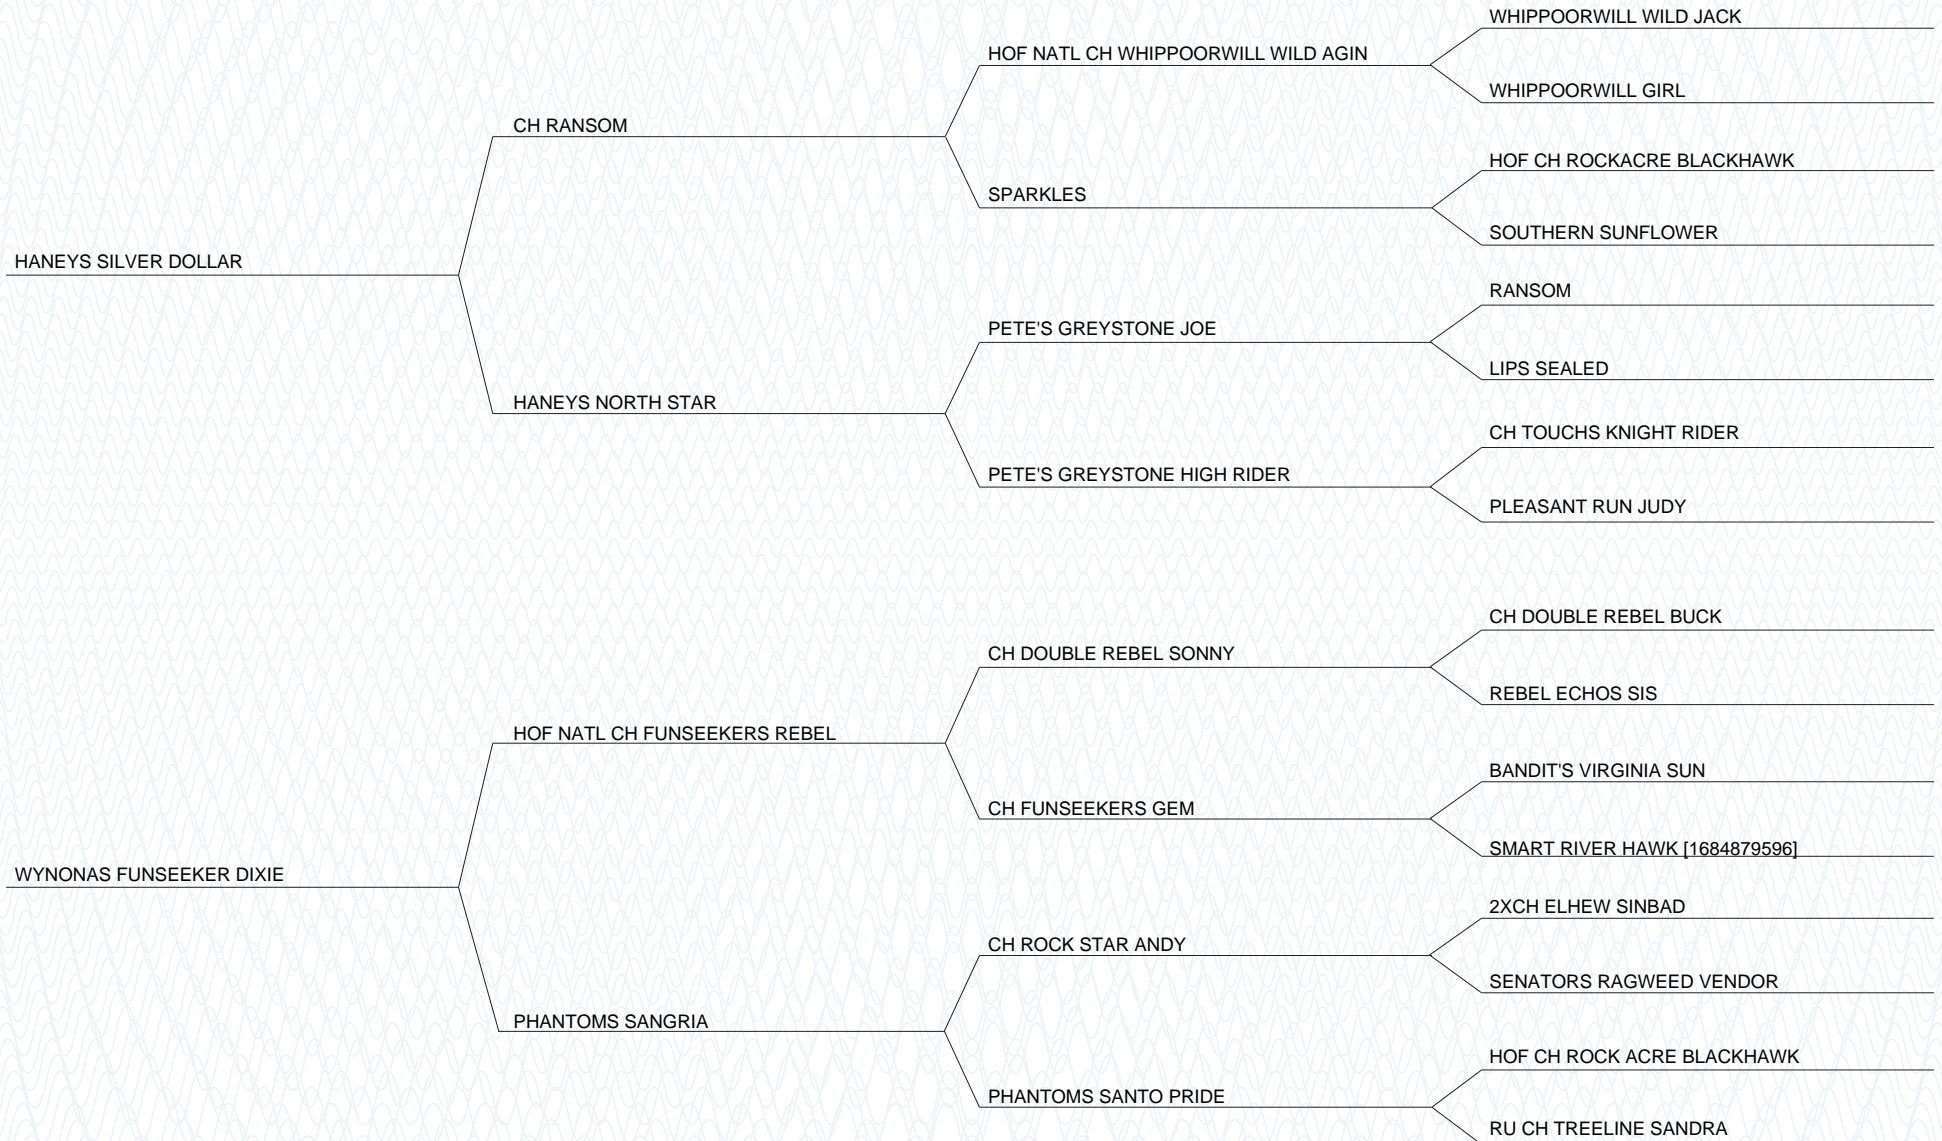 WHIPPOORWILL WILD JACK
HOF NATL CH WHIPPOORWILL WILD AGIN
WHIPPOORWILL GIRL
CH RANSOM
HOF CH ROCKACRE BLACKHAWK
SPARKLES
SOUTHERN SUNFLOWER
HANEYS SILVER DOLLAR
RANSOM
PETE'S GREYSTONE JOE
LIPS SEALED
HANEYS NORTH STAR
CH TOUCHS KNIGHT RIDER
PETE'S GREYSTONE HIGH RIDER
PLEASANT RUN JUDY
CH DOUBLE REBEL BUCK
CH DOUBLE REBEL SONNY
REBEL ECHOS SIS
HOF NATL CH FUNSEEKERS REBEL
BANDIT'S VIRGINIA SUN
CH FUNSEEKERS GEM
SMART RIVER HAWK [1684879596]
WYNONAS FUNSEEKER DIXIE
2XCH ELHEW SINBAD
CH ROCK STAR ANDY
SENATORS RAGWEED VENDOR
PHANTOMS SANGRIA
HOF CH ROCK ACRE BLACKHAWK
PHANTOMS SANTO PRIDE
RU CH TREELINE SANDRA